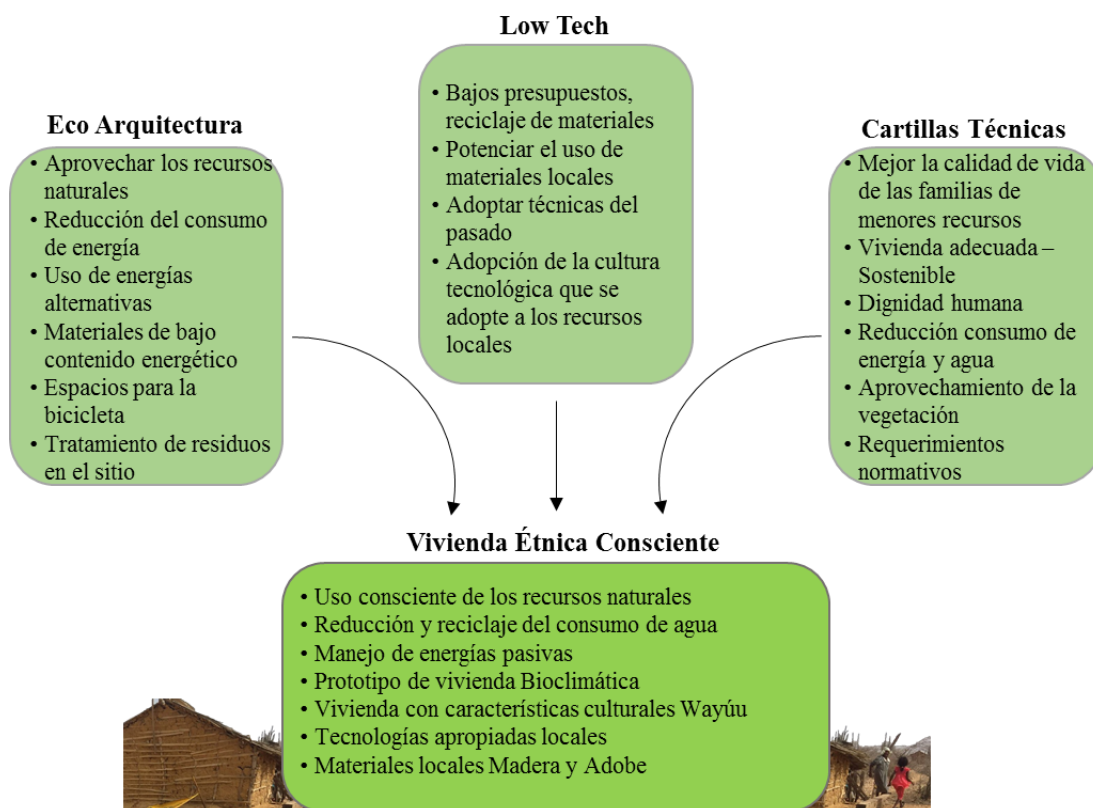 Low Tech
• Bajos presupuestos,
reciclaje de materiales
• Potenciar el uso de
materiales locales
• Adoptar técnicas del
pasado
• Adopción de la cultura
tecnológica que se
adopte a los recursos
locales
Eco Arquitectura
• Aprovechar los recursos
naturales
• Reducción del consumo
de energía
• Uso de energías
alternativas
• Materiales de bajo
contenido energético
• Espacios para la
bicicleta
• Tratamiento de residuos
en el sitio
Cartillas Técnicas
• Mejor la calidad de vida
de las familias de
menores recursos
• Vivienda adecuada –
Sostenible
• Dignidad humana
• Reducción consumo de
energía y agua
• Aprovechamiento de la
vegetación
• Requerimientos
normativos
Vivienda Étnica Consciente
• Uso consciente de los recursos naturales
• Reducción y reciclaje del consumo de agua
• Manejo de energías pasivas
• Prototipo de vivienda Bioclimática
• Vivienda con características culturales Wayúu
• Tecnologías apropiadas locales
• Materiales locales Madera y Adobe